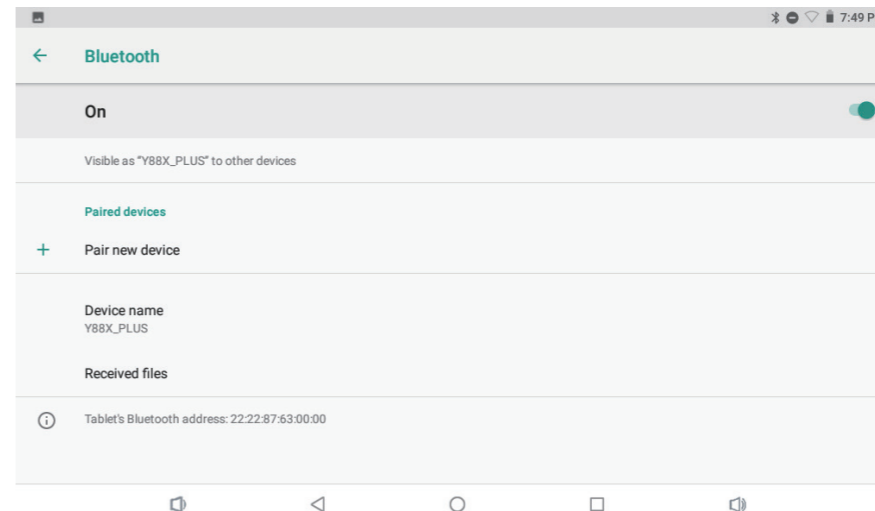 7:49 P
Bluetooth
On
Visible as "Y88X_PLUS" to other devices
Paired devices
Pair new device
Device name
Y88X_PLUS
Received files
Tablet's Bluetooth address: 22:22:87:63:00:00